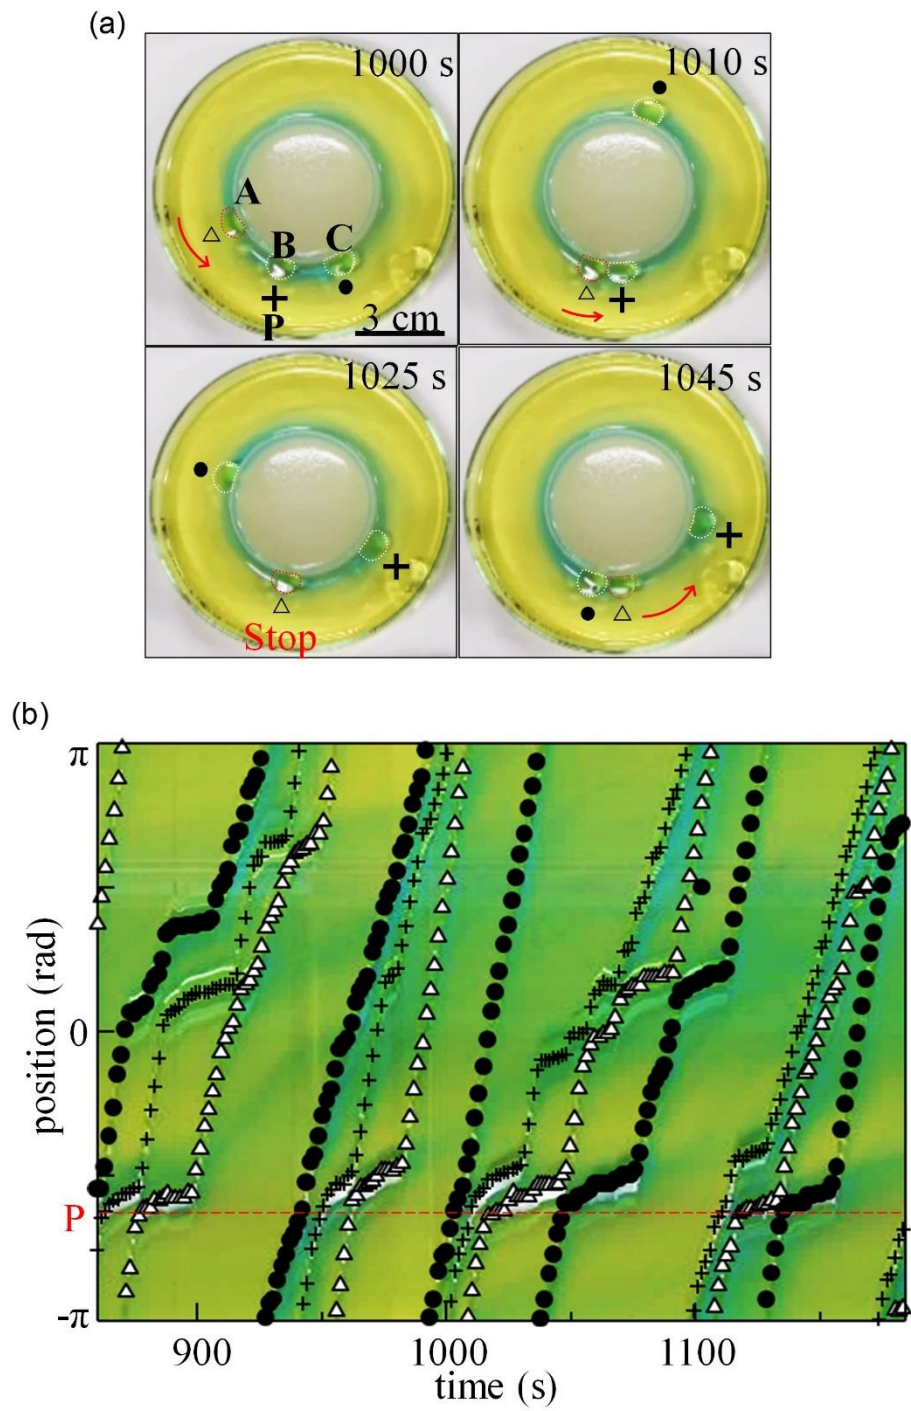 (a)
1000 s
1010 s
A
B
C
P
3 cm
1025 s
1045 s
Stop
(b)
π
0
P
-π
position (rad)
900
1000
1100
time (s)